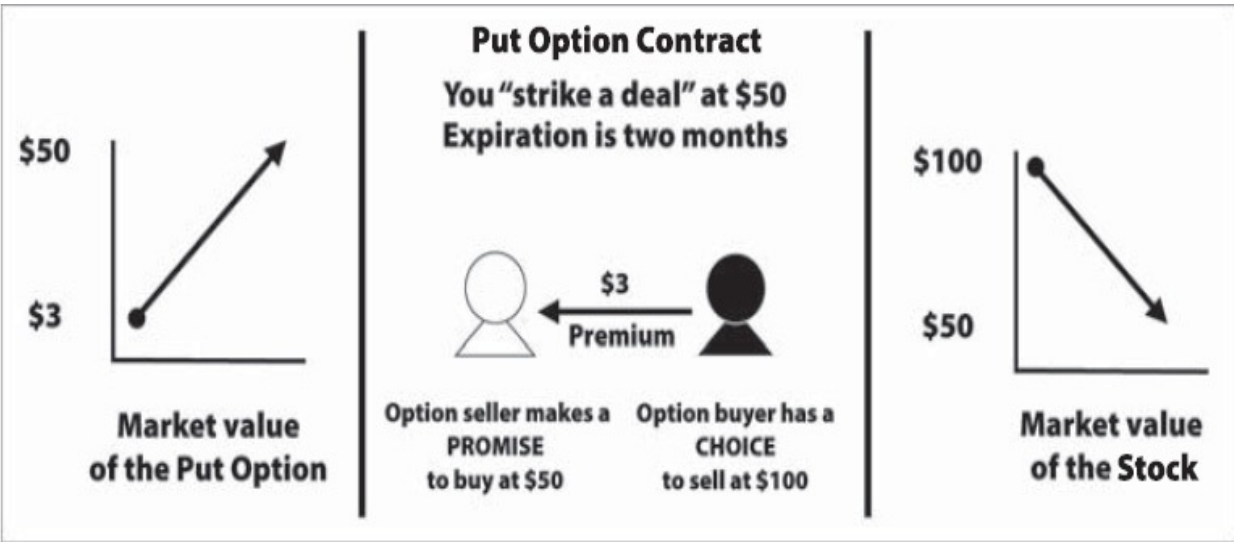 Put Option Contract
You “strike a deal” at $50
Expiration is two months
$50
$3
Market value
of the Put Option
$3
Premium
Option seller makes a
PROMISE
to buy at $50
Option buyer has a
CHOICE
to sell at $100
$100
$50
Market value
of the Stock